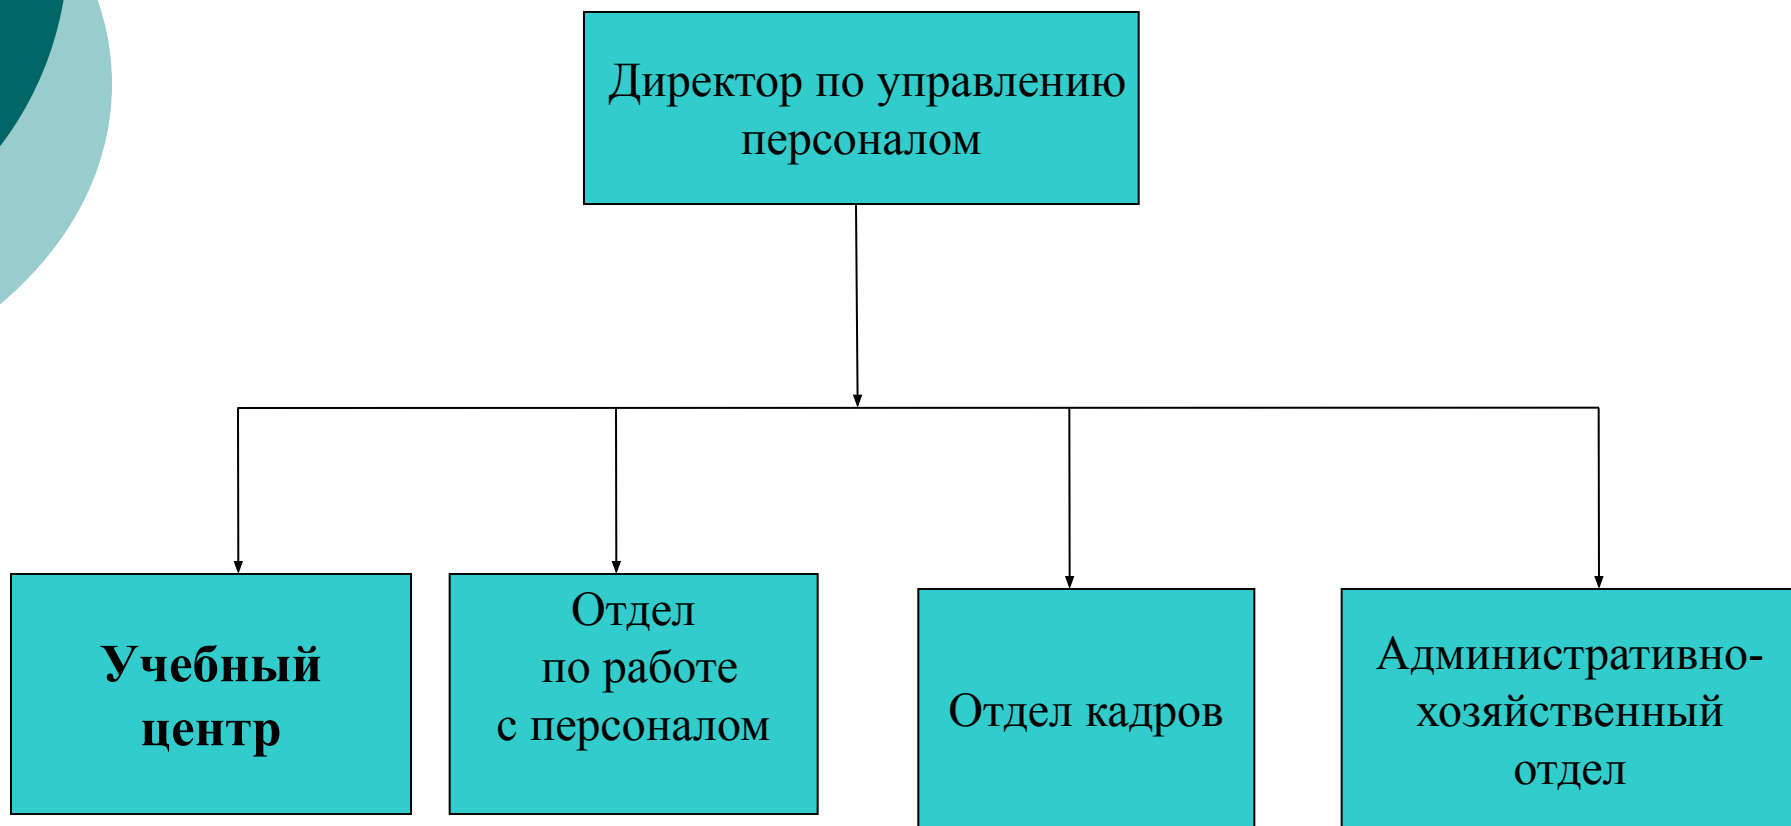 Директор по управлению
персоналом
Учебный
центр
Отдел
по работе
с персоналом
Отдел кадров
Административно-
хозяйственный
отдел